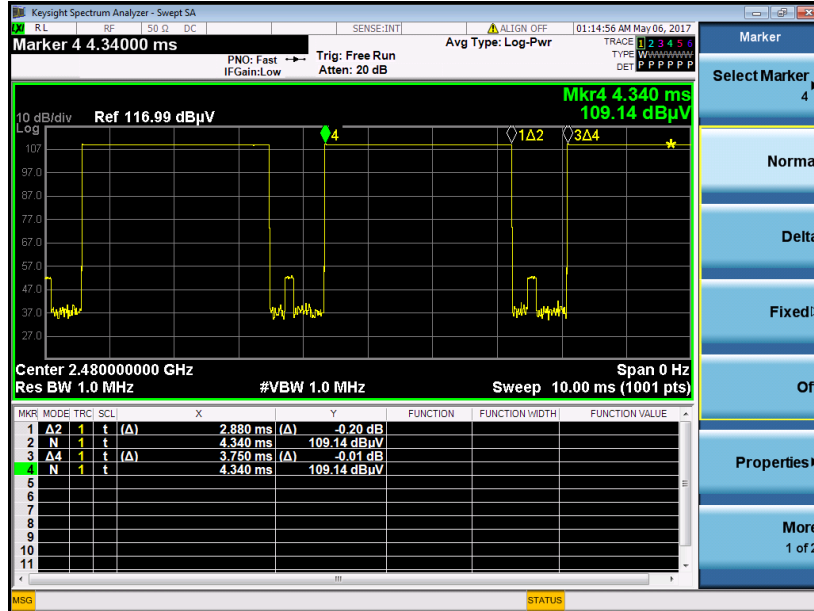 Keysight Spectrum Analyzer - Swept SA
LXI RL RF 50 Ω DC SENSE:INT ALIGN OFF 01:14:56 AM May 06, 2017
Marker 4 4.34000 ms
PNO: Fast
IFGain:Low
Trig: Free Run
Atten: 20 dB
Avg Type: Log-Pwr
TRACE 1 2 3 4 5 6
TYPE WWWWWW
DET P P P P P P
Mkr4 4.340 ms
109.14 dBµV
10 dB/div Ref 116.99 dBµV
Log
4 1Δ2 3Δ4
107
97.0
87.0
77.0
67.0
57.0
47.0
37.0
27.0
Center 2.480000000 GHz Span 0 Hz
Res BW 1.0 MHz #VBW 1.0 MHz Sweep 10.00 ms (1001 pts)
MKR MODE TRC SCL X Y FUNCTION FUNCTION WIDTH FUNCTION VALUE
1 Δ2 1 t (Δ) 2.880 ms (Δ) -0.20 dB
2 N 1 t 4.340 ms 109.14 dBµV
3 Δ4 1 t (Δ) 3.750 ms (Δ) -0.01 dB
4 N 1 t 4.340 ms 109.14 dBµV
5
6
7
8
9
10
11
MSG STATUS
Marker
Select Marker
4
Norma
Delta
Fixed
Of
Properties
More
1 of 2